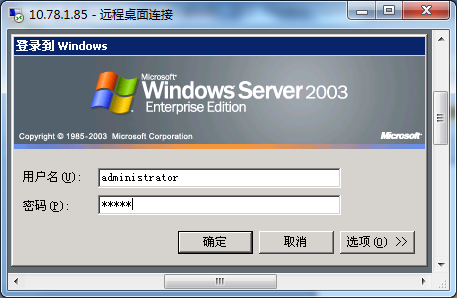 10.78.1.85 - 远程桌面连接
登录到 Windows
Microsoft®
Windows Server 2003
Enterprise Edition
Copyright © 1985-2003 Microsoft Corporation
Microsoft
用户名(U):
administrator
密码(P):
*****
确定
取消
选项(O) >>